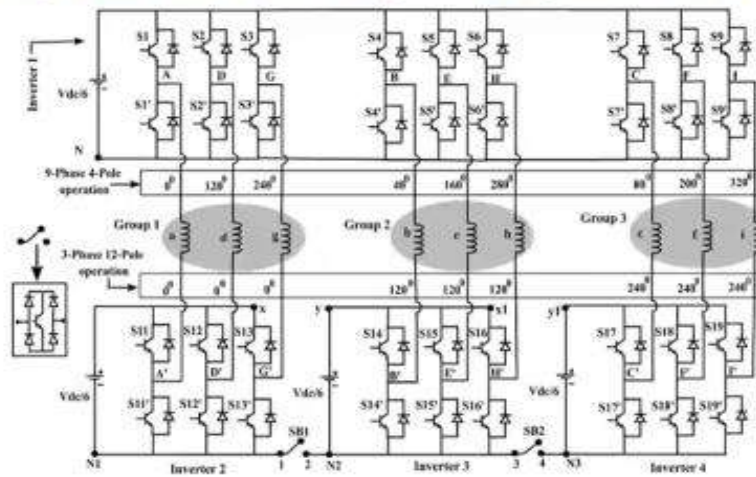 S1 S2 S3 S4 S5 S6 S7 S8 S9
Inverter 1
Vdc/6
A D G B E H C F I
S1' S2' S3' S4' S5' S6' S7' S8' S9'
N
9-Phase 4-Pole operation
0⁰ 120⁰ 240⁰ 40⁰ 160⁰ 280⁰ 80⁰ 200⁰ 320⁰
Group 1 Group 2 Group 3
a d g b e h c f i
3-Phase 12-Pole operation
0⁰ 0⁰ 0⁰ 120⁰ 120⁰ 120⁰ 240⁰ 240⁰ 240⁰
x y x1 y1
S11 S12 S13 S14 S15 S16 S17 S18 S19
A' D' G' B' E' H' C' F' I'
Vdc/6 Vdc/6 Vdc/6
S11' S12' S13' S14' S15' S16' S17' S18' S19'
SB1 SB2
N1 Inverter 2 1 2 N2 Inverter 3 3 4 N3 Inverter 4